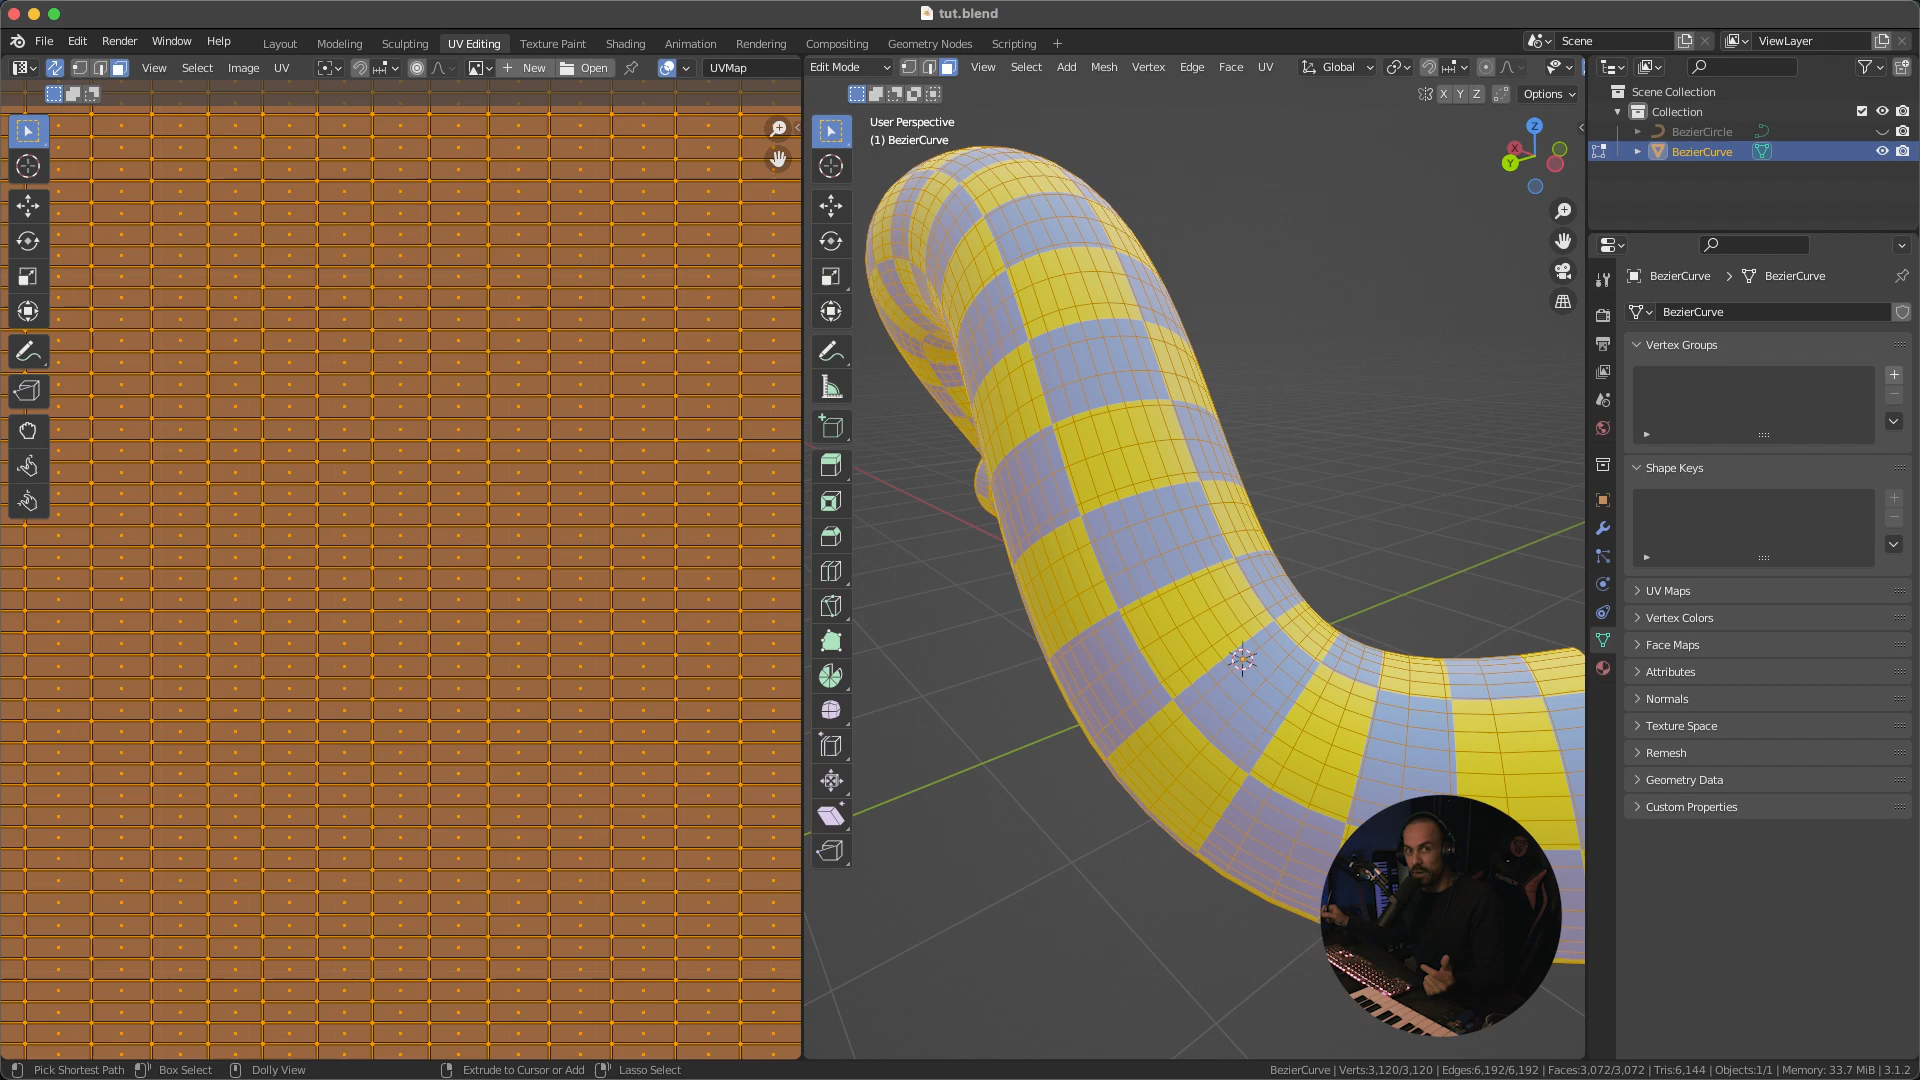 tut.blend
File Edit Render Window Help
Layout Modeling Sculpting UV Editing Texture Paint Shading Animation Rendering Compositing Geometry Nodes Scripting +
Scene
ViewLayer
View Select Image UV
New
Open
UVMap
Edit Mode
View Select Add Mesh Vertex Edge Face UV
Global
X Y Z
Options
User Perspective
(1) BezierCurve
Z
X
Y
Scene Collection
Collection
BezierCircle
BezierCurve
BezierCurve > BezierCurve
BezierCurve
Vertex Groups
Shape Keys
UV Maps
Vertex Colors
Face Maps
Attributes
Normals
Texture Space
Remesh
Geometry Data
Custom Properties
Pick Shortest Path Box Select Dolly View Extrude to Cursor or Add Lasso Select
BezierCurve | Verts:3,120/3,120 | Edges:6,192/6,192 | Faces:3,072/3,072 | Tris:6,144 | Objects:1/1 | Memory: 33.7 MiB | 3.1.2